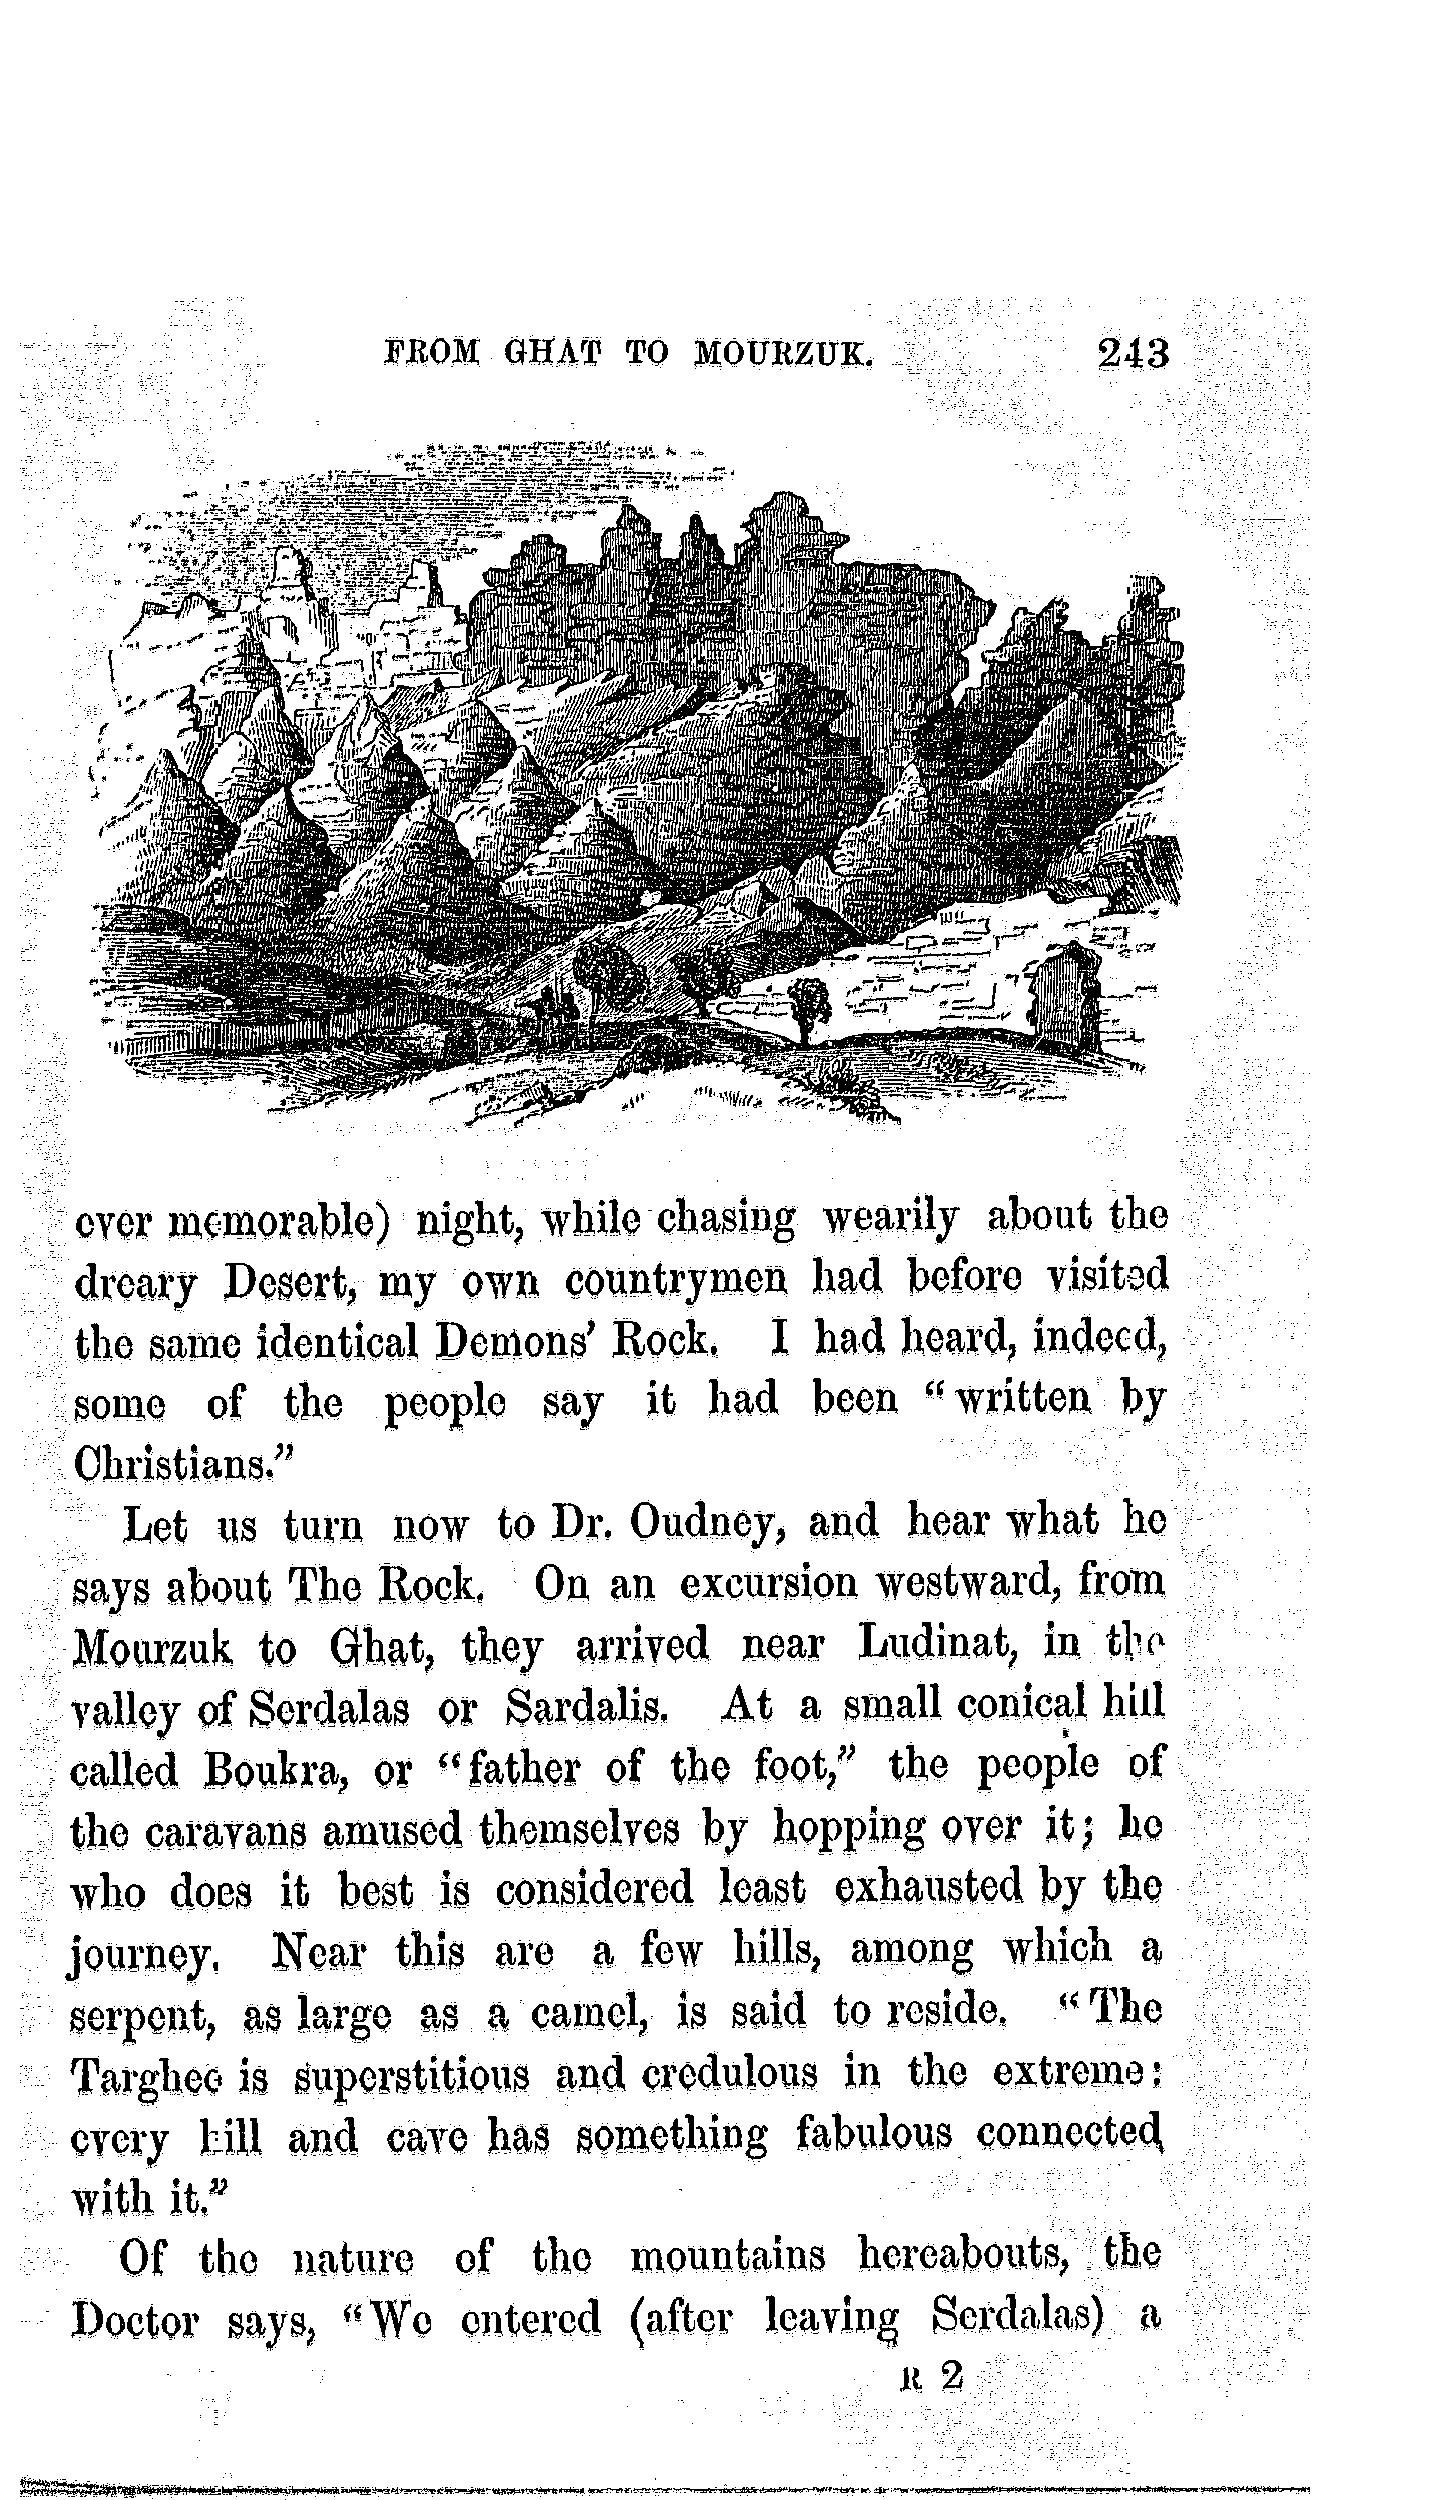 FROM GHAT TO MOURZUK. 243
ever memorable) night, while chasing wearily about the
dreary Desert, my own countrymen had before visited
the same identical Demons' Rock. I had heard, indeed,
some of the people say it had been "written by
Christians."
Let us turn now to Dr. Oudney, and hear what he
says about The Rock. On an excursion westward, from
Mourzuk to Ghat, they arrived near Ludinat, in the
valley of Serdalas or Sardalis. At a small conical hill
called Boukra, or "father of the foot," the people of
the caravans amused themselves by hopping over it; he
who does it best is considered least exhausted by the
journey. Near this are a few hills, among which a
serpent, as large as a camel, is said to reside. "The
Targhee is superstitious and credulous in the extreme:
every hill and cave has something fabulous connected
with it."
Of the nature of the mountains hereabouts, the
Doctor says, "We entered (after leaving Serdalas) a
R 2